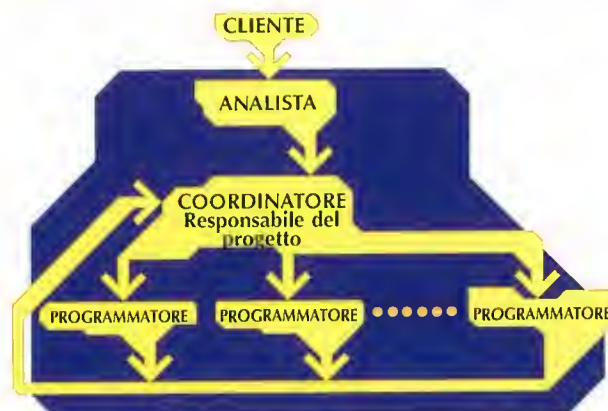 CLIENTE
ANALISTA
COORDINATORE
Responsabile del
progetto
PROGRAMMATORE
PROGRAMMATORE
PROGRAMMATORE